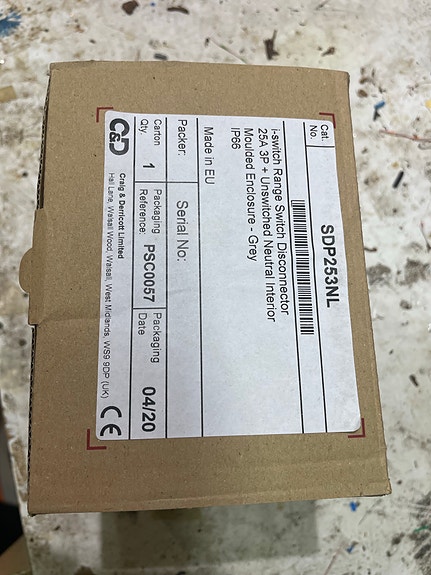 Cat. No. SDP253NL
i-switch Range Switch Disconnector
25A 3P + Unswitched Neutral Interior
Moulded Enclosure - Grey
IP66
Made in EU
Packer:
Serial No:
Carton Qty. 1
Packaging Reference: PSC0057
Packaging Date 04/20
C&D
Craig & Derricott Limited
Hall Lane, Walsall Wood, Walsall, West Midlands, WS9 9DP (UK)
CE